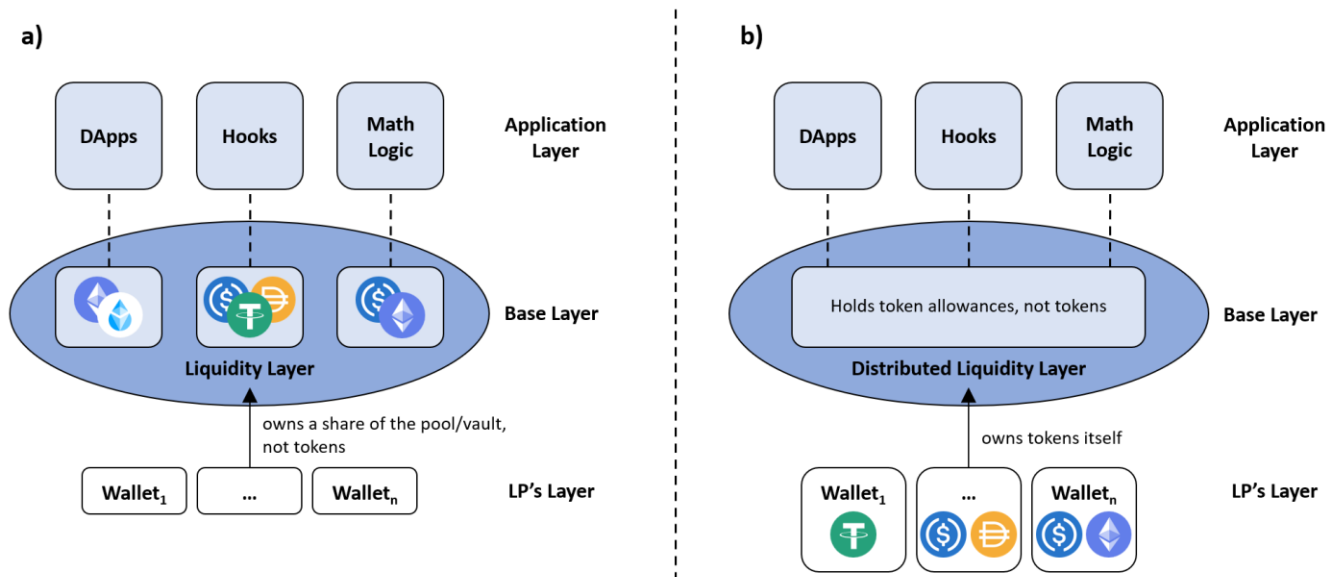 a)
DApps
Hooks
Math
Logic
Application
Layer
Base Layer
Liquidity Layer
owns a share of the pool/vault,
not tokens
Wallet₁
...
Walletₙ
LP's Layer
b)
DApps
Hooks
Math
Logic
Application
Layer
Holds token allowances, not tokens
Base Layer
Distributed Liquidity Layer
owns tokens itself
Wallet₁
...
Walletₙ
LP's Layer